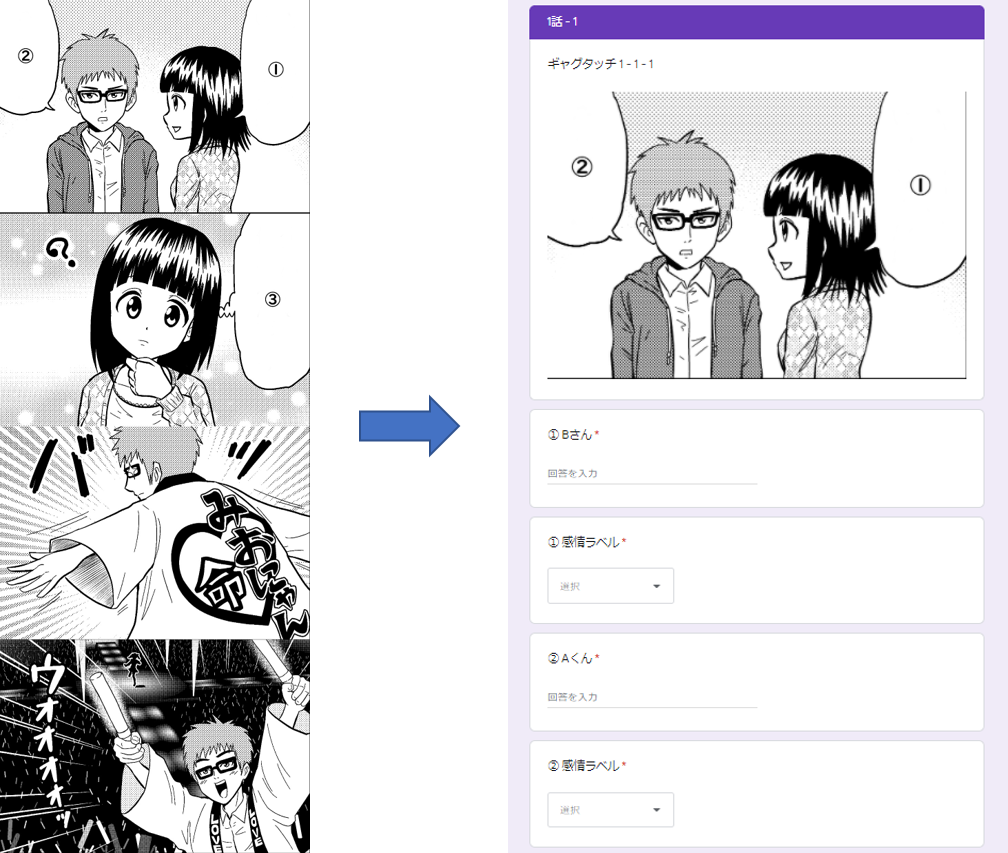 ②
①
?
③
バッ
みおにゃん
命
ウオオオオッ
LOVE
LOVE
1話 - 1
ギャグタッチ 1 - 1 - 1
②
①
① Bさん *
回答を入力
① 感情ラベル *
選択
② Aくん *
回答を入力
② 感情ラベル *
選択